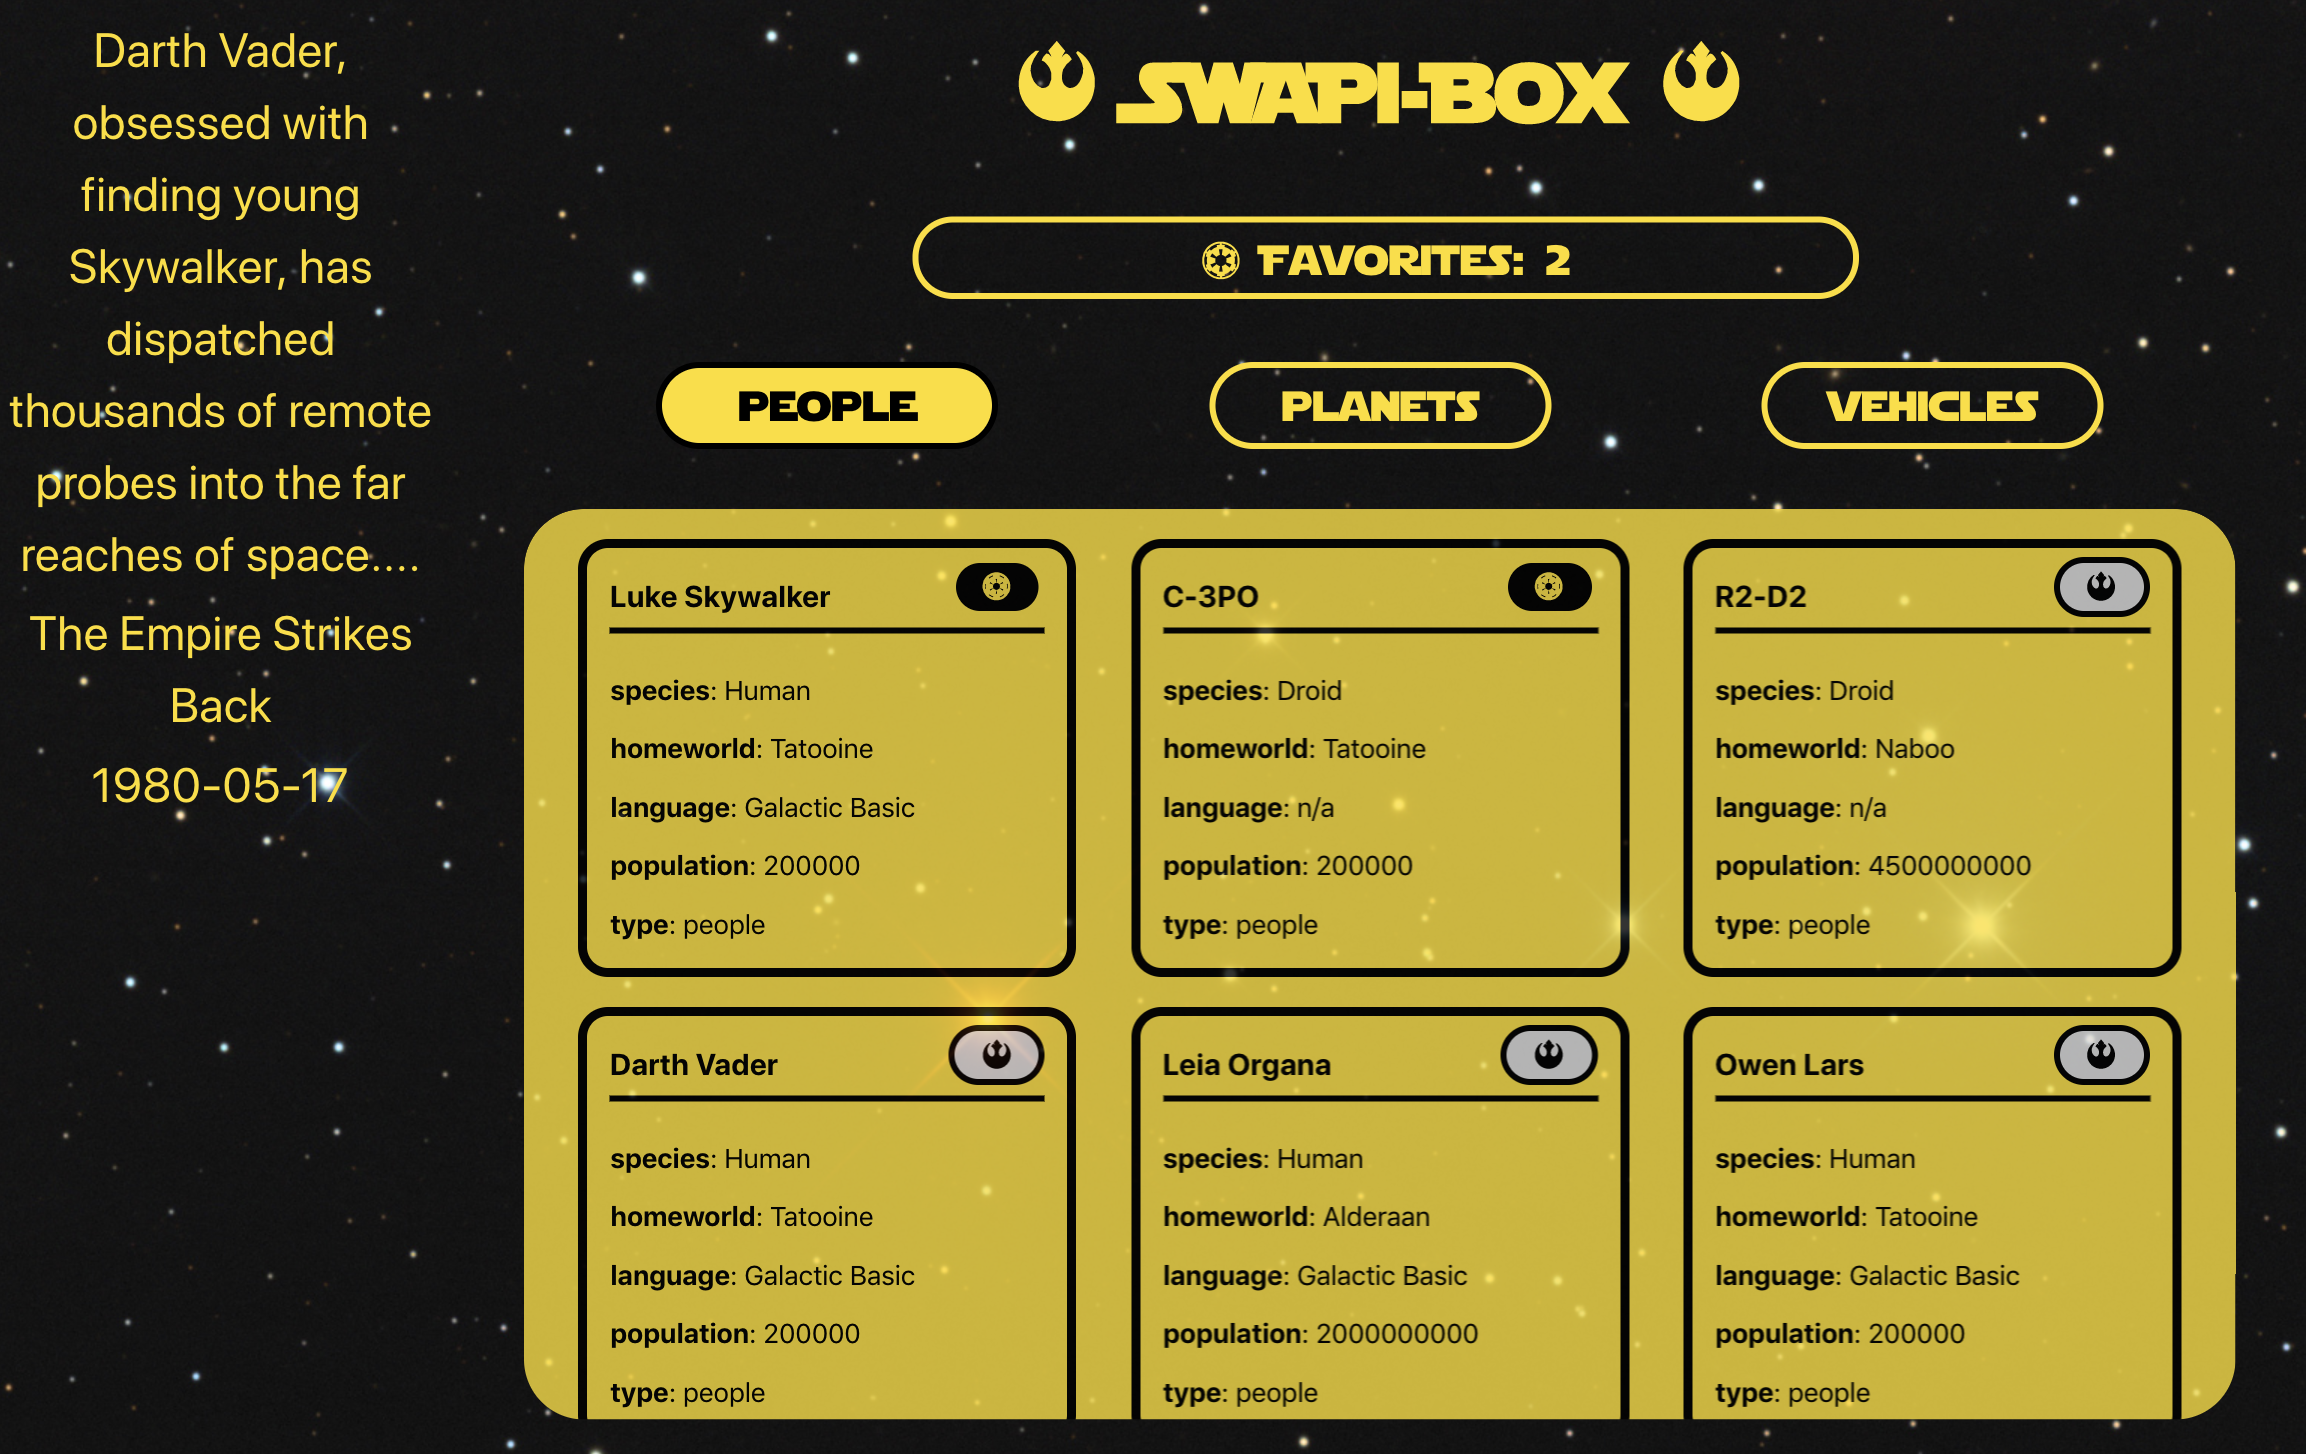 Darth Vader,
obsessed with
finding young
Skywalker, has
dispatched
thousands of remote
probes into the far
reaches of space....
The Empire Strikes
Back
1980-05-17
SWAPI-BOX
FAVORITES: 2
PEOPLE
PLANETS
VEHICLES
Luke Skywalker
species: Human
homeworld: Tatooine
language: Galactic Basic
population: 200000
type: people
C-3PO
species: Droid
homeworld: Tatooine
language: n/a
population: 200000
type: people
R2-D2
species: Droid
homeworld: Naboo
language: n/a
population: 4500000000
type: people
Darth Vader
species: Human
homeworld: Tatooine
language: Galactic Basic
population: 200000
type: people
Leia Organa
species: Human
homeworld: Alderaan
language: Galactic Basic
population: 2000000000
type: people
Owen Lars
species: Human
homeworld: Tatooine
language: Galactic Basic
population: 200000
type: people